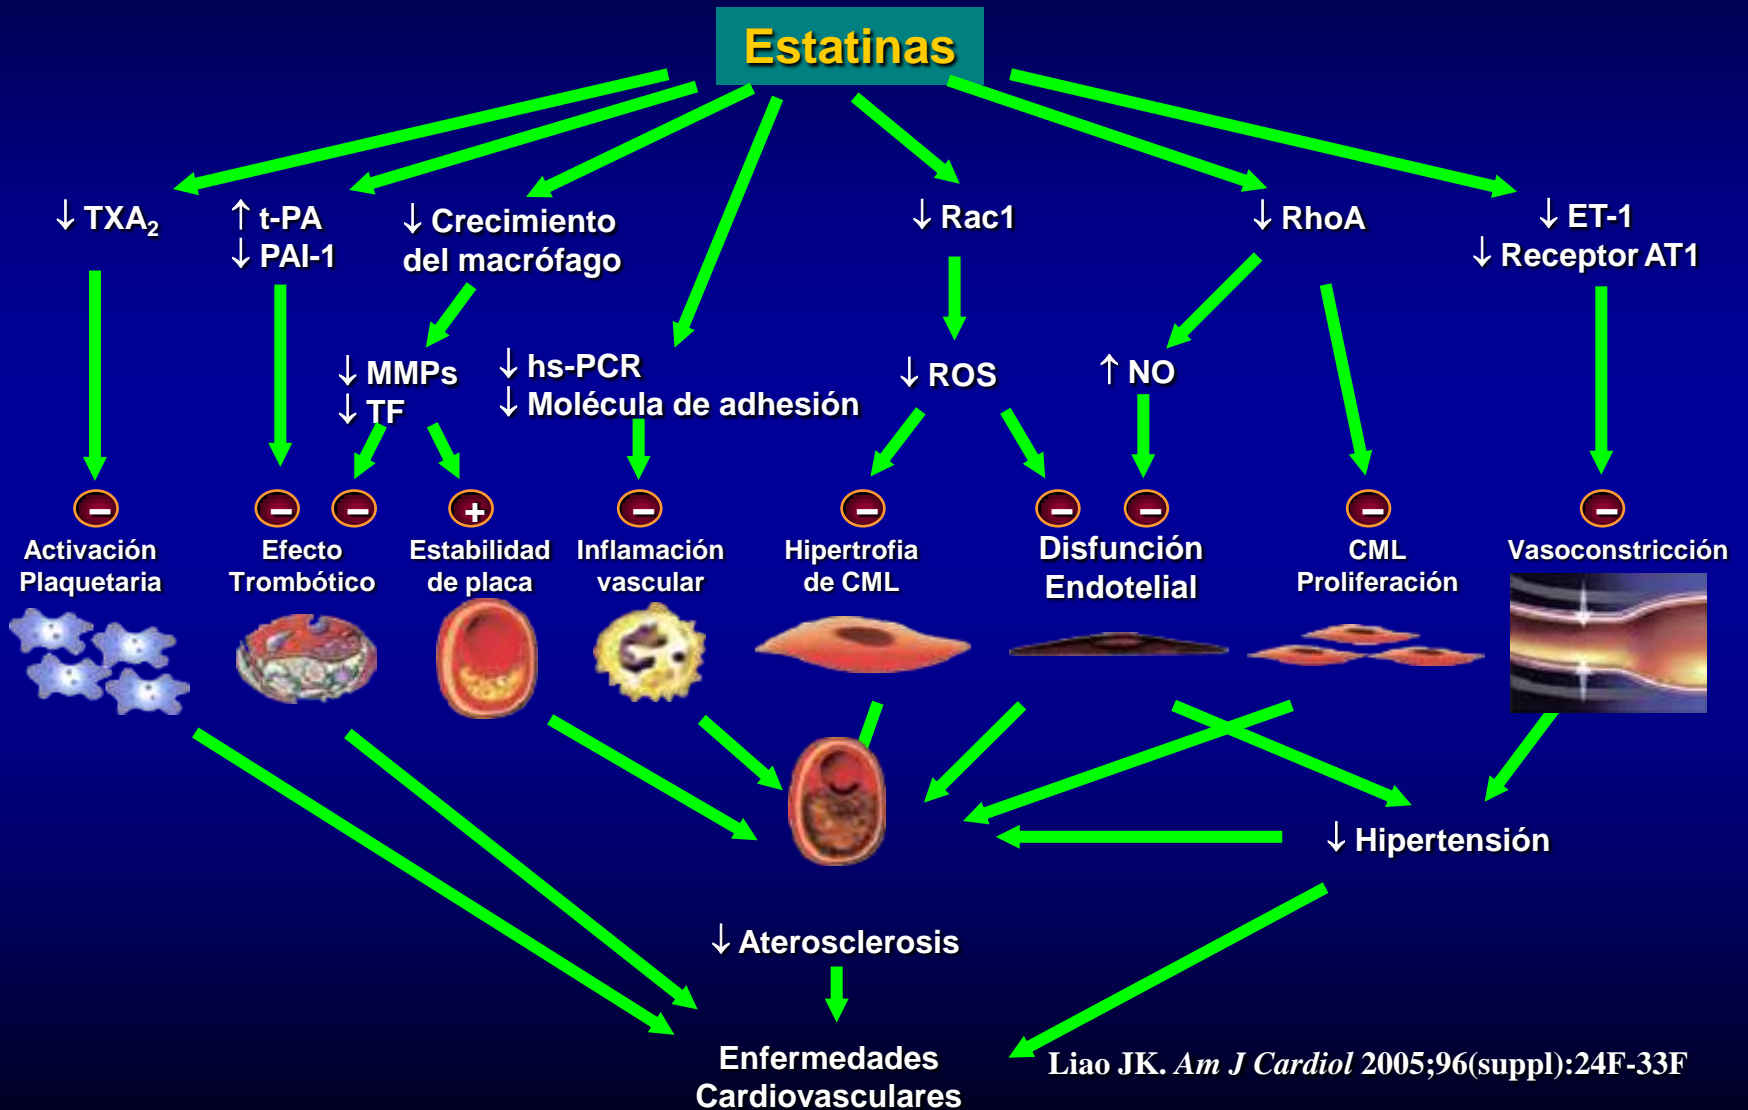 Estatinas
↓ TXA₂
↑ t-PA
↓ PAI-1
↓ Crecimiento
del macrófago
↓ Rac1
↓ RhoA
↓ ET-1
↓ Receptor AT1
↓ MMPs
↓ TF
↓ hs-PCR
↓ Molécula de adhesión
↓ ROS
↑ NO
− − − + − − − − − −
Activación
Plaquetaria
Efecto
Trombótico
Estabilidad
de placa
Inflamación
vascular
Hipertrofia
de CML
Disfunción
Endotelial
CML
Proliferación
Vasoconstricción
↓ Hipertensión
↓ Aterosclerosis
Enfermedades
Cardiovasculares
Liao JK. Am J Cardiol 2005;96(suppl):24F-33F